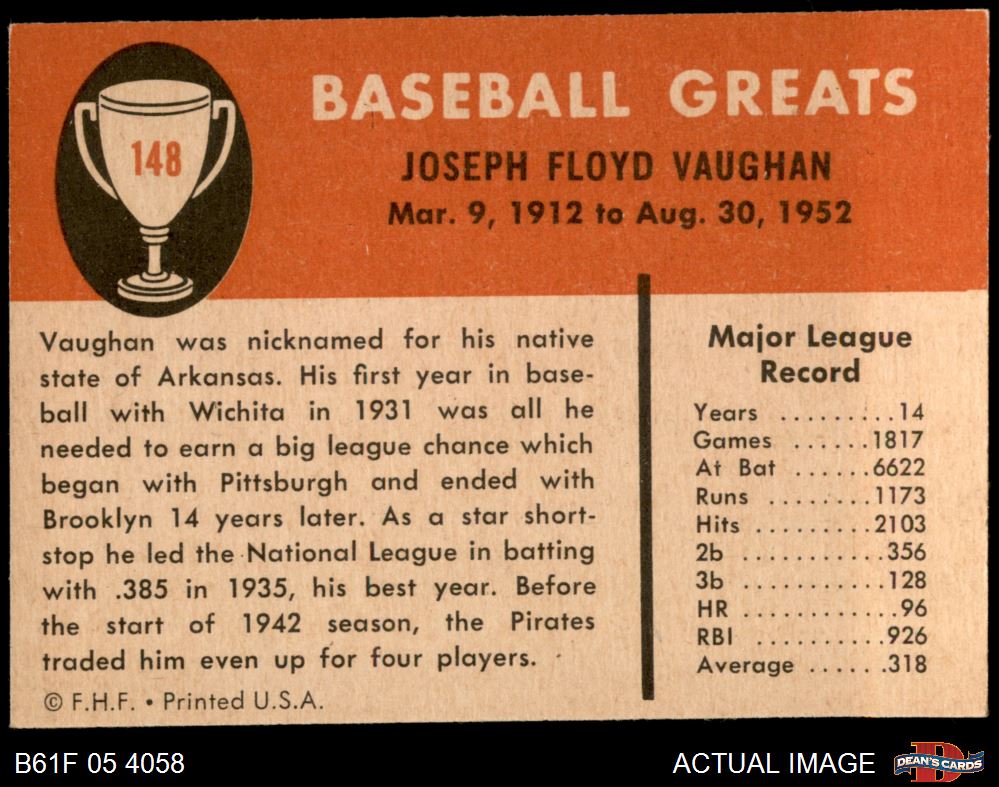 148
BASEBALL GREATS
JOSEPH FLOYD VAUGHAN
Mar. 9, 1912 to Aug. 30, 1952
Vaughan was nicknamed for his native
state of Arkansas. His first year in base-
ball with Wichita in 1931 was all he
needed to earn a big league chance which
began with Pittsburgh and ended with
Brooklyn 14 years later. As a star short-
stop he led the National League in batting
with .385 in 1935, his best year. Before
the start of 1942 season, the Pirates
traded him even up for four players.
© F.H.F. • Printed U.S.A.
Major League
Record
Years .........14
Games ......1817
At Bat ......6622
Runs ........1173
Hits .........2103
2b ...........356
3b ...........128
HR ............96
RBI ..........926
Average ......318
B61F 05 4058
ACTUAL IMAGE
D
DEAN'S CARDS